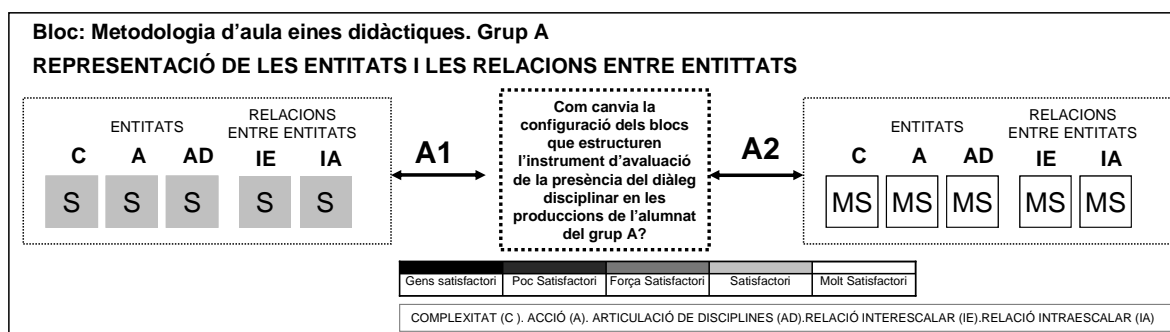 Bloc: Metodologia d'aula eines didàctiques. Grup A
REPRESENTACIÓ DE LES ENTITATS I LES RELACIONS ENTRE ENTITTATS
ENTITATS
RELACIONS
ENTRE ENTITATS
C A AD IE IA
S S S S S
A1
Com canvia la
configuració dels blocs
que estructuren
l'instrument d'avaluació
de la presència del diàleg
disciplinar en les
produccions de l'alumnat
del grup A?
A2
ENTITATS
RELACIONS
ENTRE ENTITATS
C A AD IE IA
MS MS MS MS MS
Gens satisfactori Poc Satisfactori Força Satisfactori Satisfactori Molt Satisfactori
COMPLEXITAT (C ). ACCIÓ (A). ARTICULACIÓ DE DISCIPLINES (AD).RELACIÓ INTERESCALAR (IE).RELACIÓ INTRAESCALAR (IA)